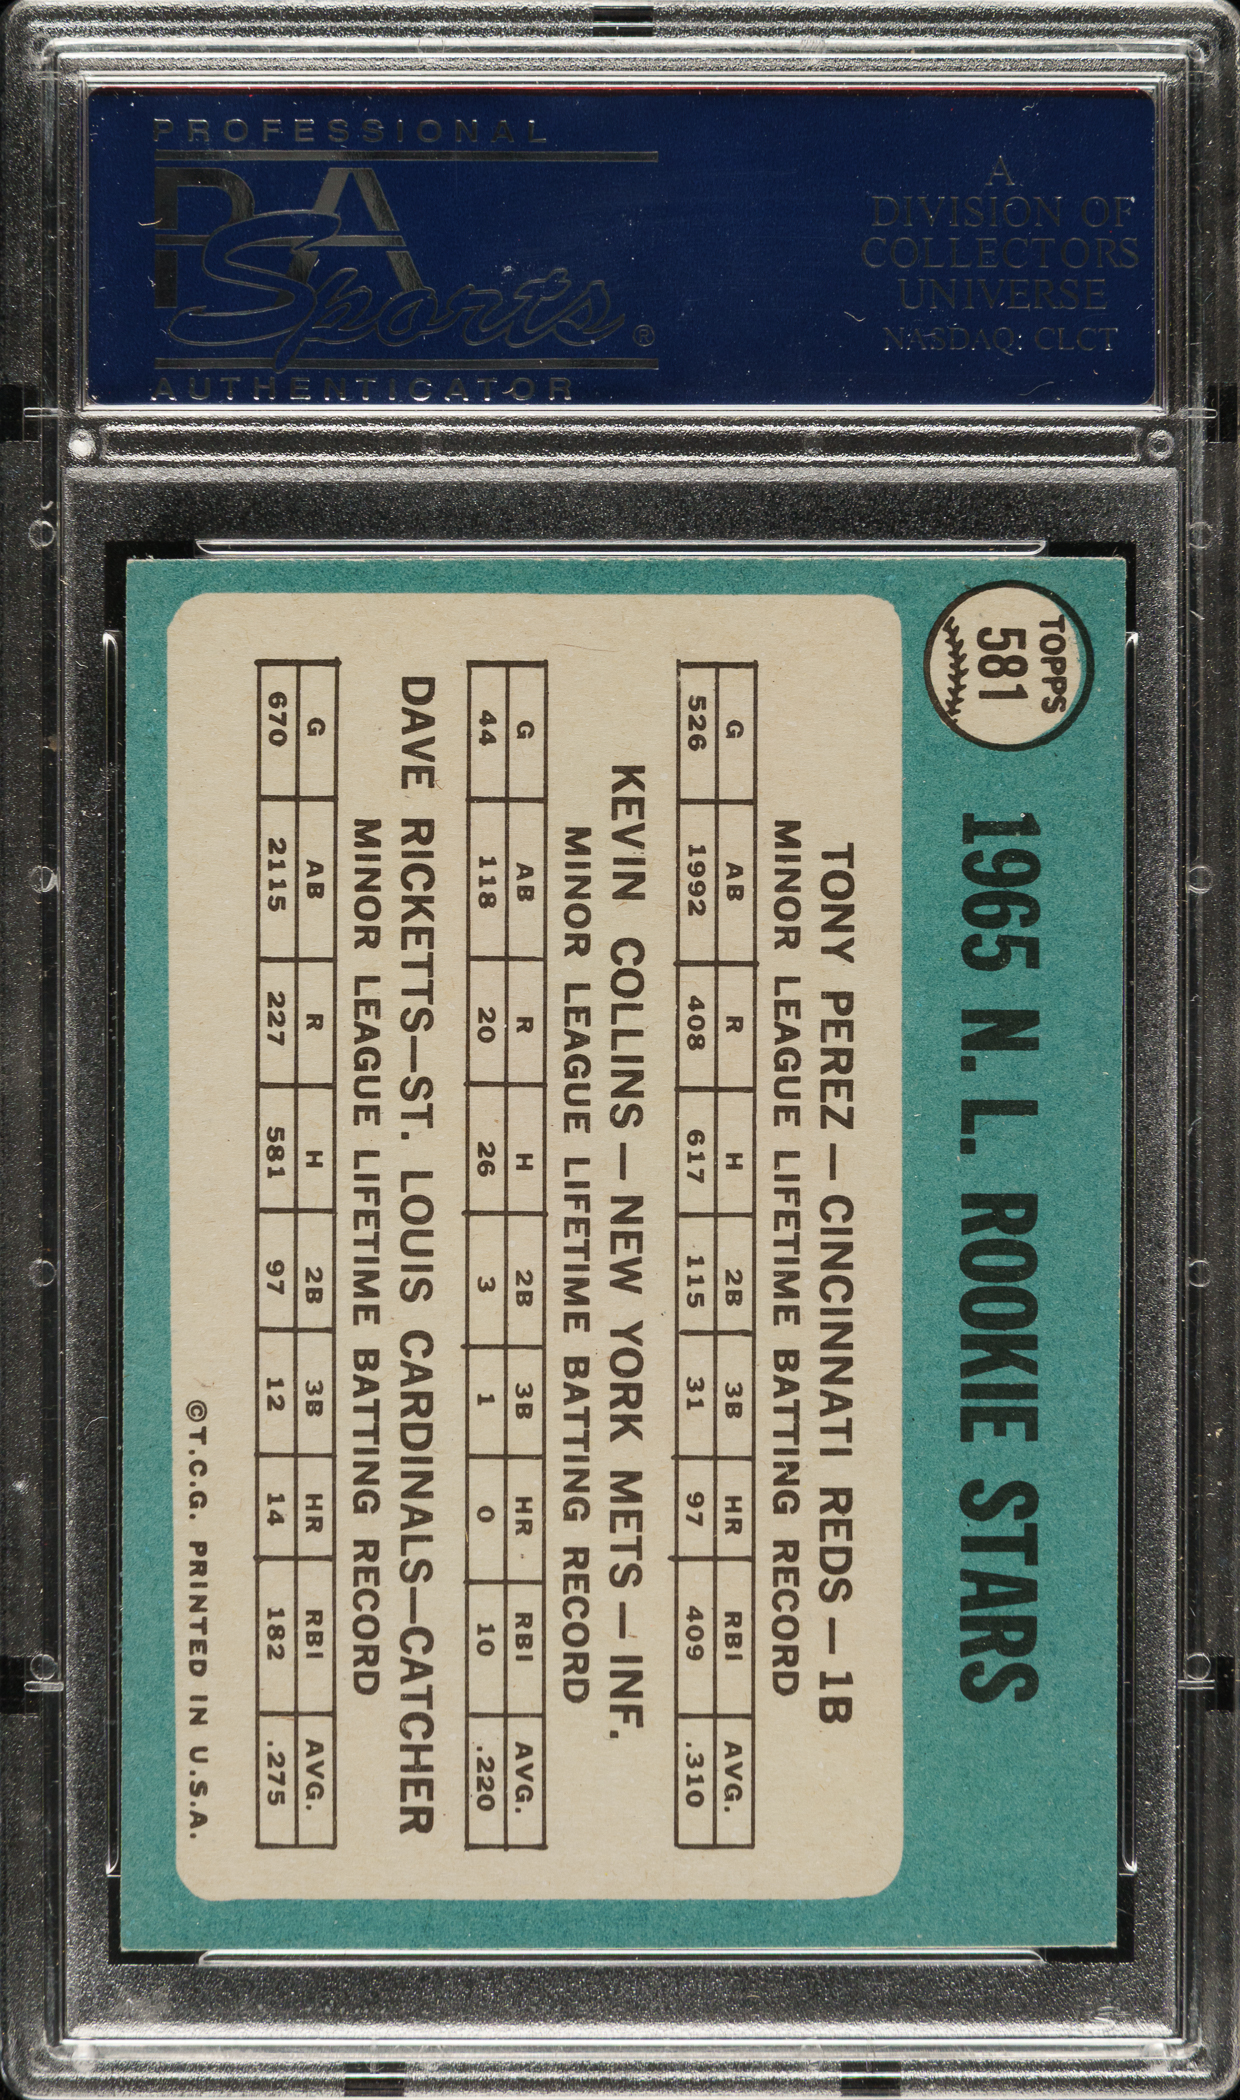 PROFESSIONAL
PSA
Sports®
AUTHENTICATOR
A
DIVISION OF
COLLECTORS
UNIVERSE
NASDAQ: CLCT
TOPPS
581
1965 N. L. ROOKIE STARS
TONY PEREZ — CINCINNATI REDS — 1B
MINOR LEAGUE LIFETIME BATTING RECORD
G AB R H 2B 3B HR RBI AVG.
526 1992 408 617 115 31 97 409 .310
KEVIN COLLINS — NEW YORK METS — INF.
MINOR LEAGUE LIFETIME BATTING RECORD
G AB R H 2B 3B HR RBI AVG.
44 118 20 26 3 1 0 10 .220
DAVE RICKETTS—ST. LOUIS CARDINALS—CATCHER
MINOR LEAGUE LIFETIME BATTING RECORD
G AB R H 2B 3B HR RBI AVG.
670 2115 227 581 97 12 14 182 .275
©T.C.G. PRINTED IN U.S.A.